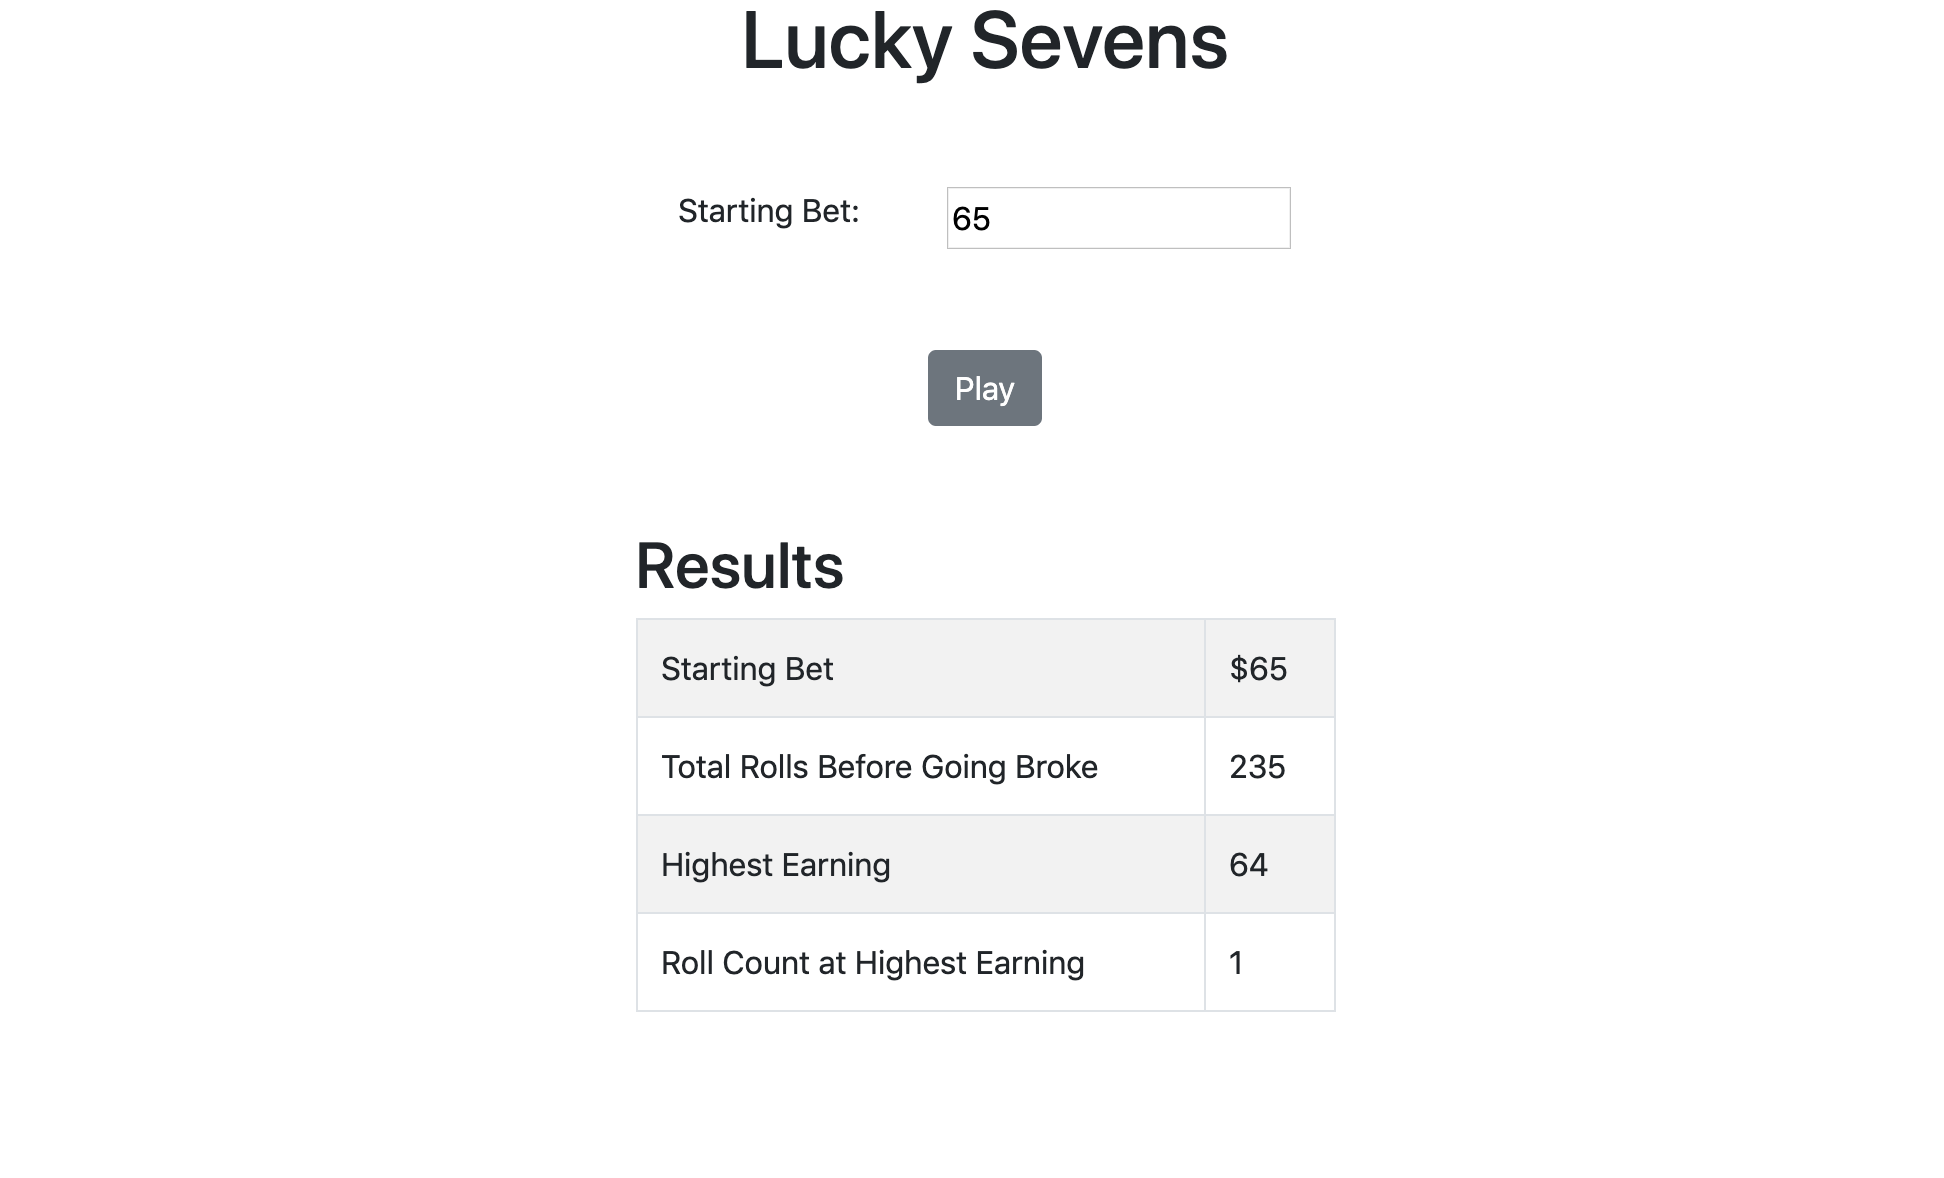 Lucky Sevens
Starting Bet: 65
Play
Results
Starting Bet $65
Total Rolls Before Going Broke 235
Highest Earning 64
Roll Count at Highest Earning 1